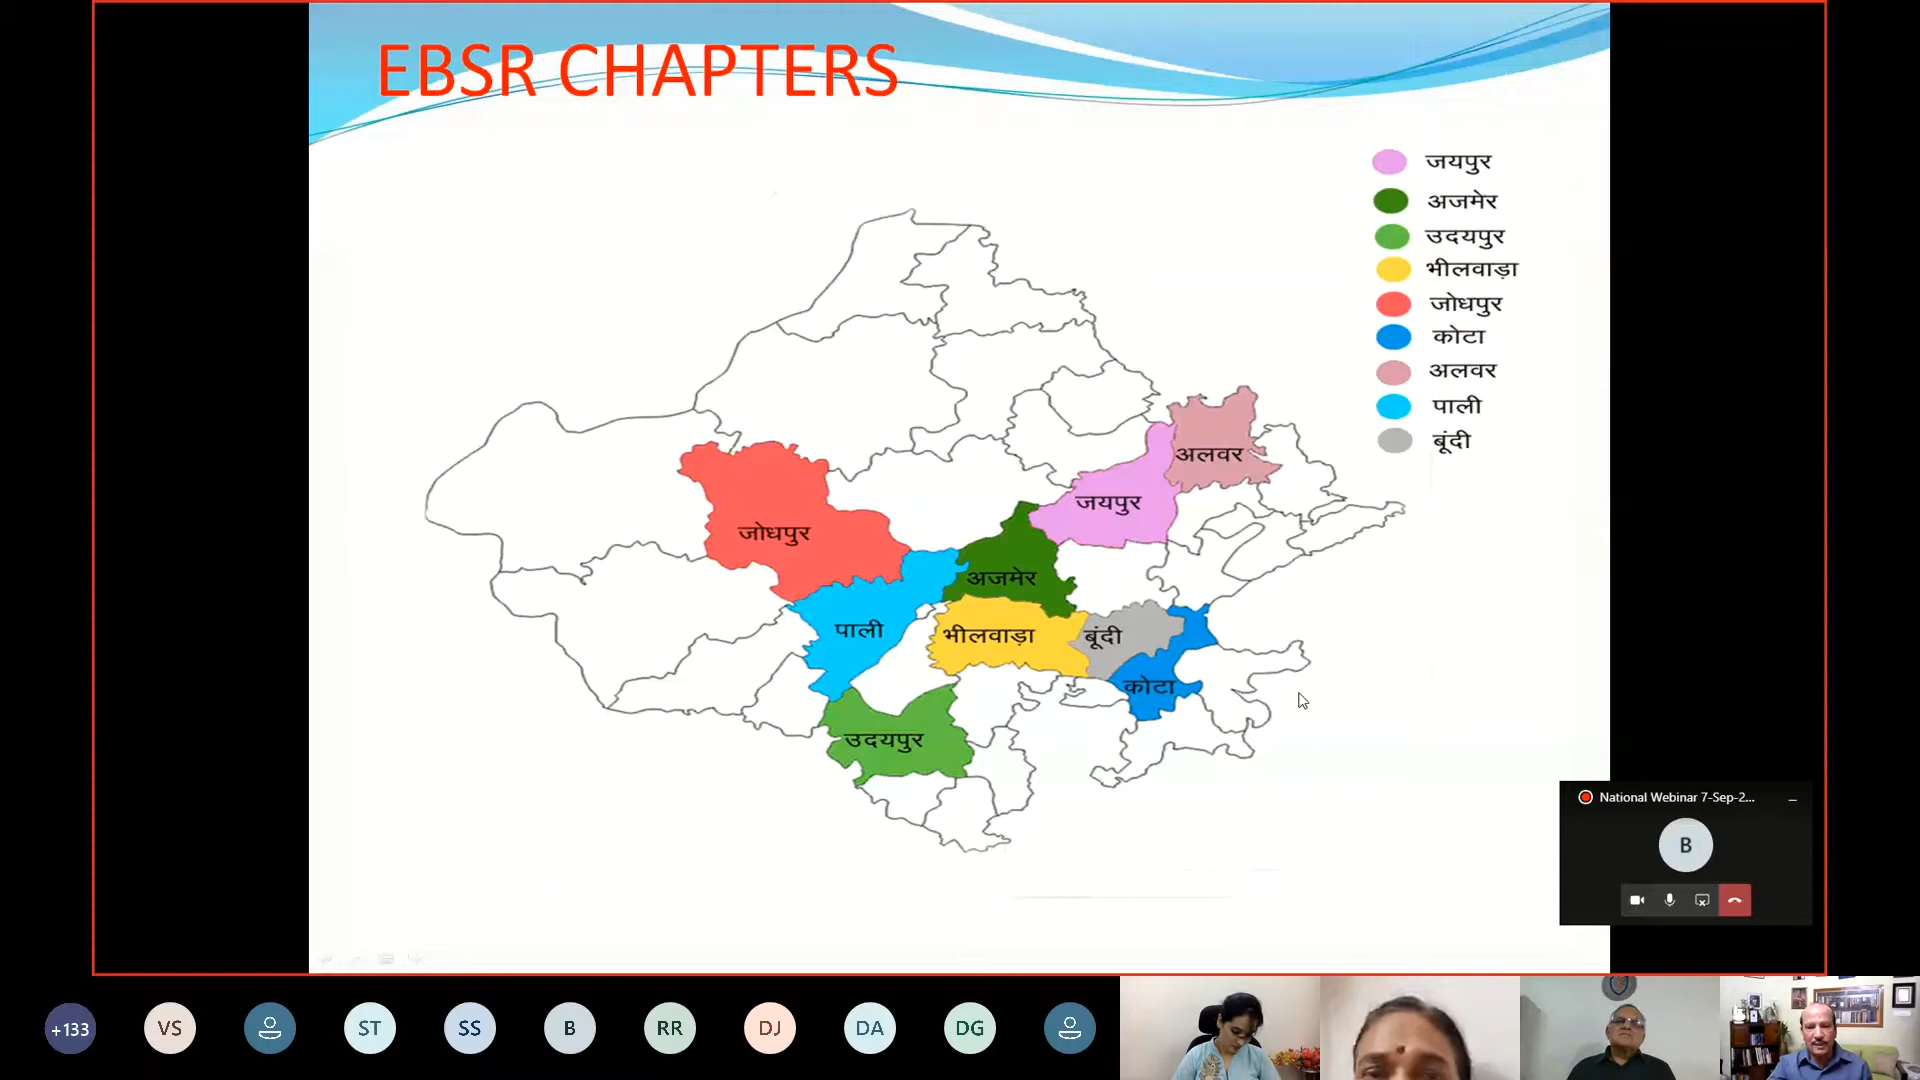 EBSR CHAPTERS
जयपुर
अजमेर
उदयपुर
भीलवाड़ा
जोधपुर
कोटा
अलवर
पाली
बूंदी
अलवर
जयपुर
जोधपुर
अजमेर
पाली
भीलवाड़ा
बूंदी
कोटा
उदयपुर
National Webinar 7-Sep-2...
B
+133
VS
ST
SS
B
RR
DJ
DA
DG